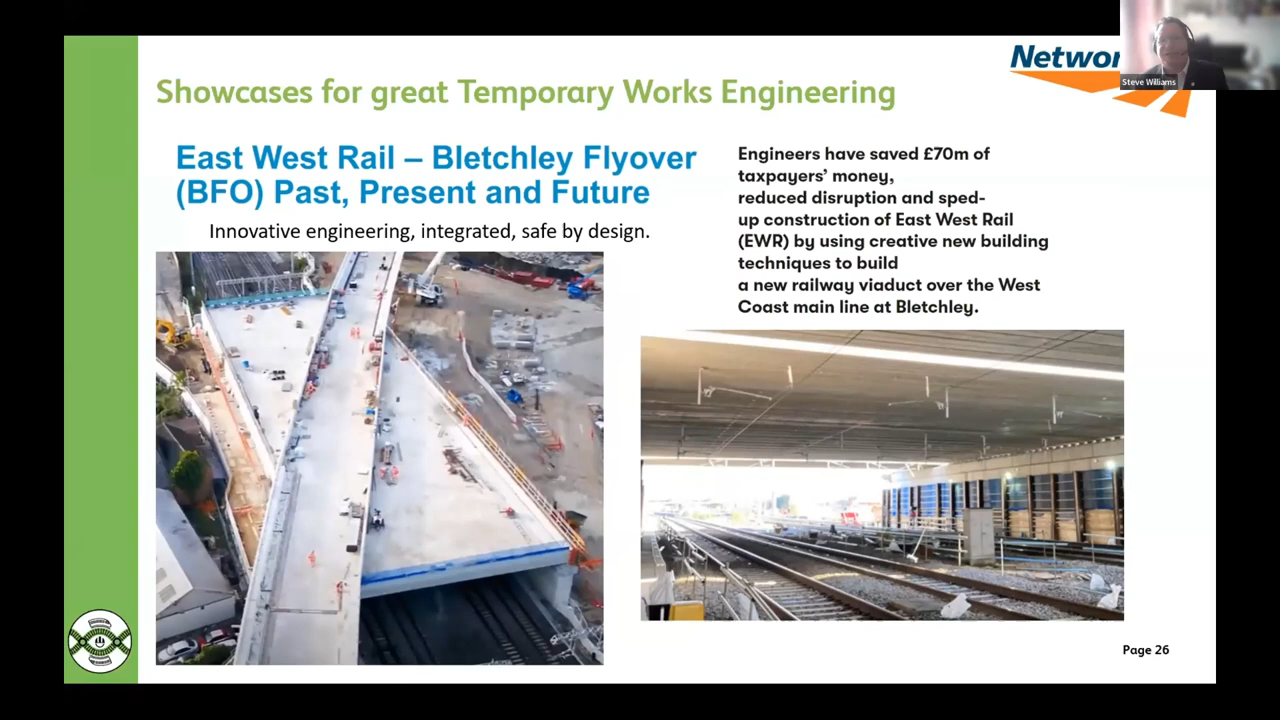 Networ
Steve Williams
Showcases for great Temporary Works Engineering
East West Rail – Bletchley Flyover
(BFO) Past, Present and Future
Innovative engineering, integrated, safe by design.
Engineers have saved £70m of
taxpayers’ money,
reduced disruption and sped-
up construction of East West Rail
(EWR) by using creative new building
techniques to build
a new railway viaduct over the West
Coast main line at Bletchley.
Page 26